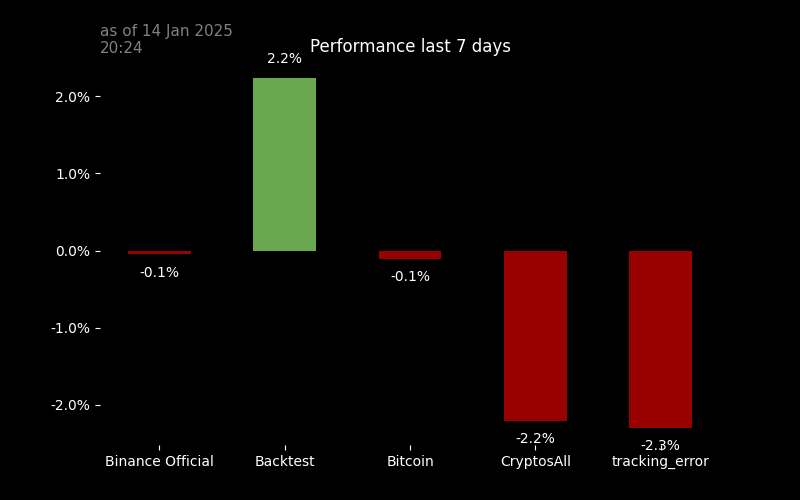 as of 14 Jan 2025
20:24
Performance last 7 days
2.2%
2.0%
1.0%
0.0%
-0.1%
-0.1%
-1.0%
-2.0%
-2.2%
-2.3%
Binance Official
Backtest
Bitcoin
CryptosAll
tracking_error